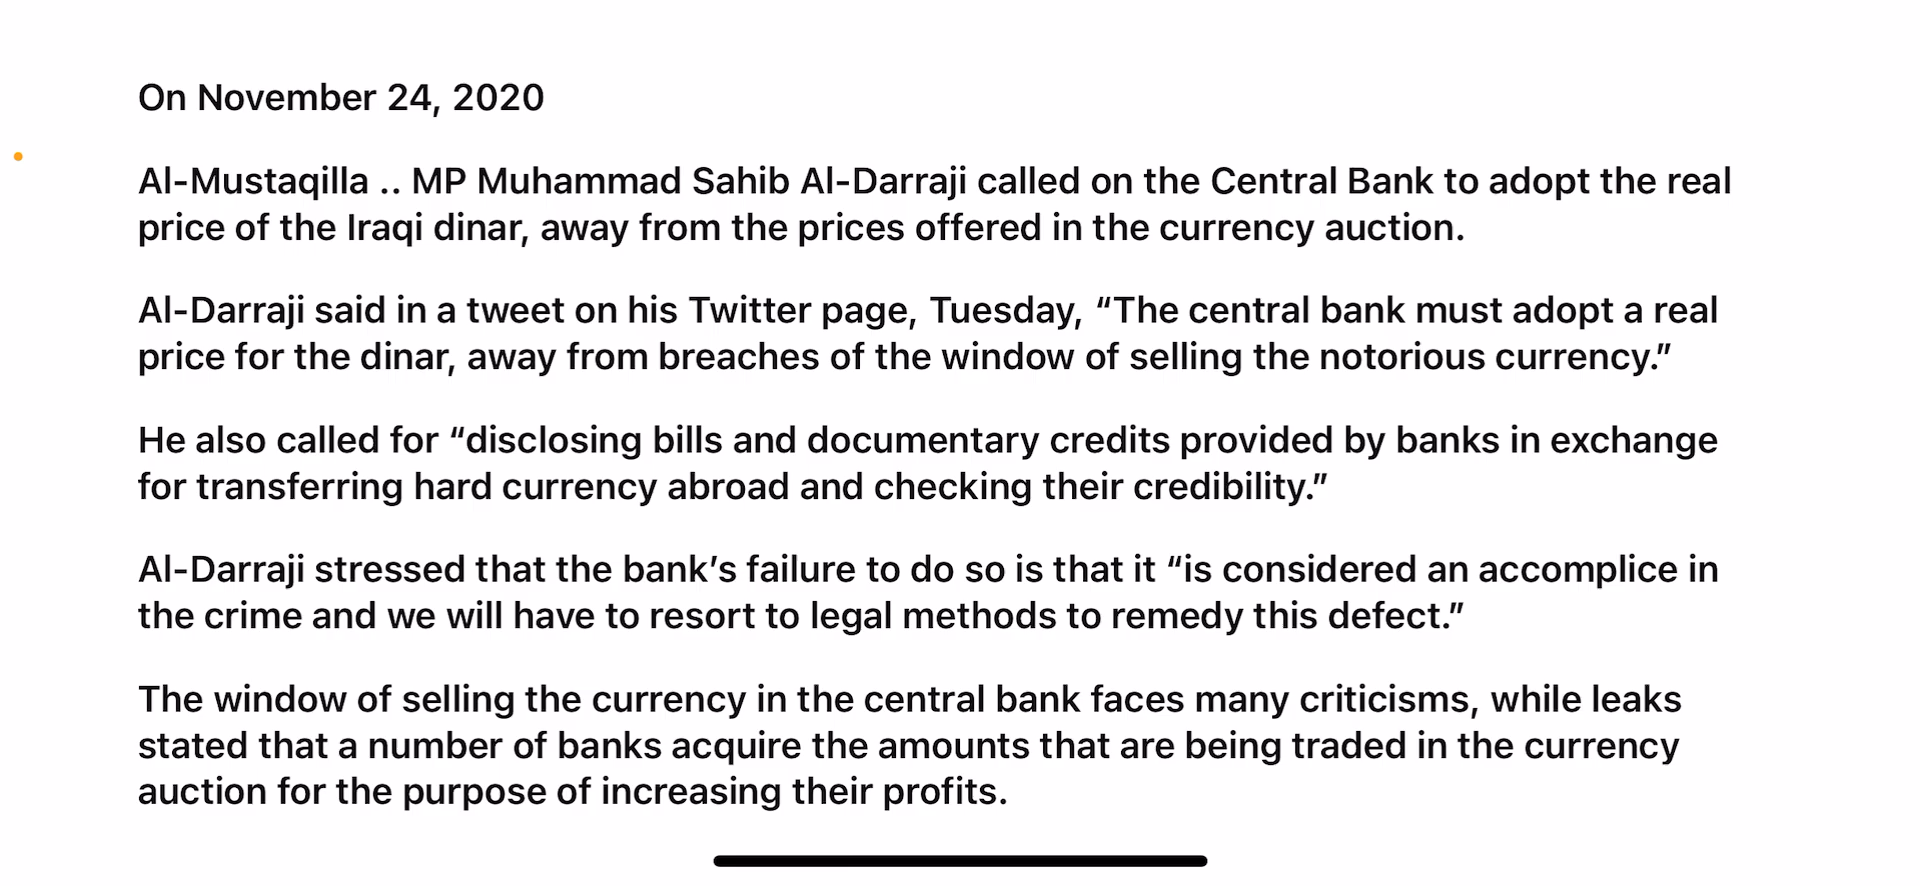 On November 24, 2020
Al-Mustaqilla .. MP Muhammad Sahib Al-Darraji called on the Central Bank to adopt the real
price of the Iraqi dinar, away from the prices offered in the currency auction.
Al-Darraji said in a tweet on his Twitter page, Tuesday, “The central bank must adopt a real
price for the dinar, away from breaches of the window of selling the notorious currency.”
He also called for “disclosing bills and documentary credits provided by banks in exchange
for transferring hard currency abroad and checking their credibility.”
Al-Darraji stressed that the bank’s failure to do so is that it “is considered an accomplice in
the crime and we will have to resort to legal methods to remedy this defect.”
The window of selling the currency in the central bank faces many criticisms, while leaks
stated that a number of banks acquire the amounts that are being traded in the currency
auction for the purpose of increasing their profits.